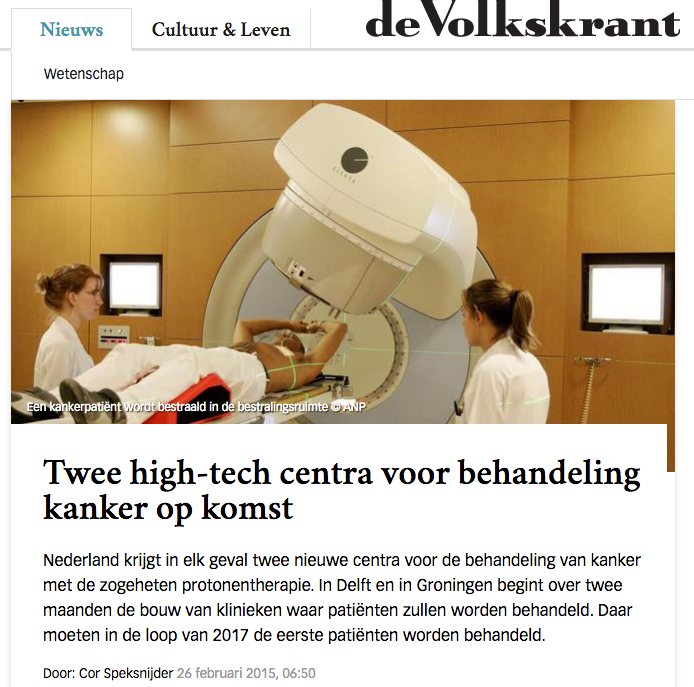 Nieuws
Cultuur & Leven
deVolkskrant
Wetenschap
ELEKTA
Een kankerpatiënt wordt bestraald in de bestralingsruimte © ANP
Twee high-tech centra voor behandeling
kanker op komst
Nederland krijgt in elk geval twee nieuwe centra voor de behandeling van kanker
met de zogeheten protonentherapie. In Delft en in Groningen begint over twee
maanden de bouw van klinieken waar patiënten zullen worden behandeld. Daar
moeten in de loop van 2017 de eerste patiënten worden behandeld.
Door: Cor Speksnijder 26 februari 2015, 06:50